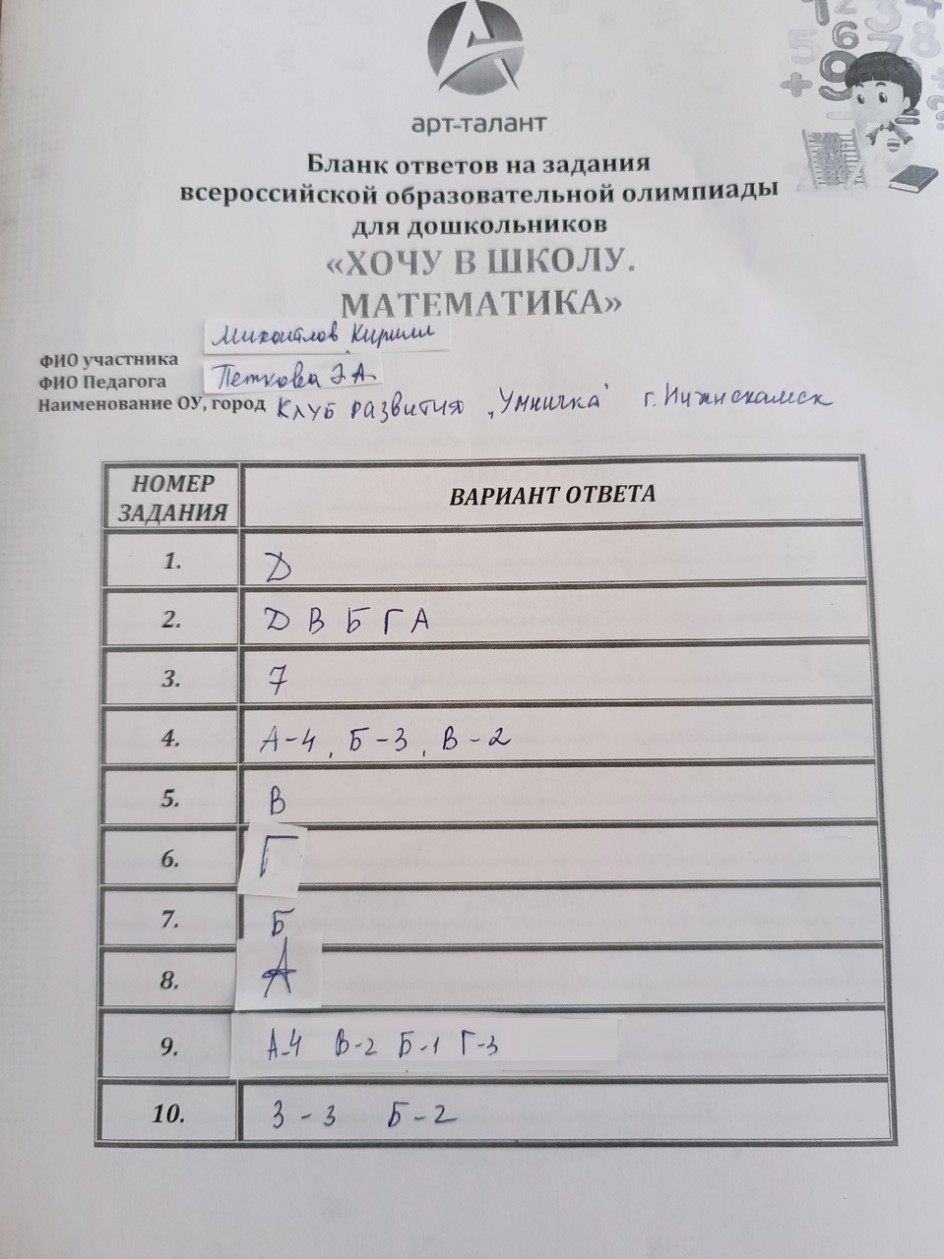 арт-талант
Бланк ответов на задания
всероссийской образовательной олимпиады
для дошкольников
«ХОЧУ В ШКОЛУ.
МАТЕМАТИКА»
ФИО участника Михайлов Кирилл
ФИО Педагога Петкова Э.А.
Наименование ОУ, город Клуб развития „Умничка" г. Нижнекамск
НОМЕР ЗАДАНИЯ ВАРИАНТ ОТВЕТА
1. Д
2. Д В Б Г А
3. 7
4. А-4, Б-3, В-2
5. В
6. Г
7. Б
8. А
9. А-4 В-2 Б-1 Г-3
10. З-3 Б-2